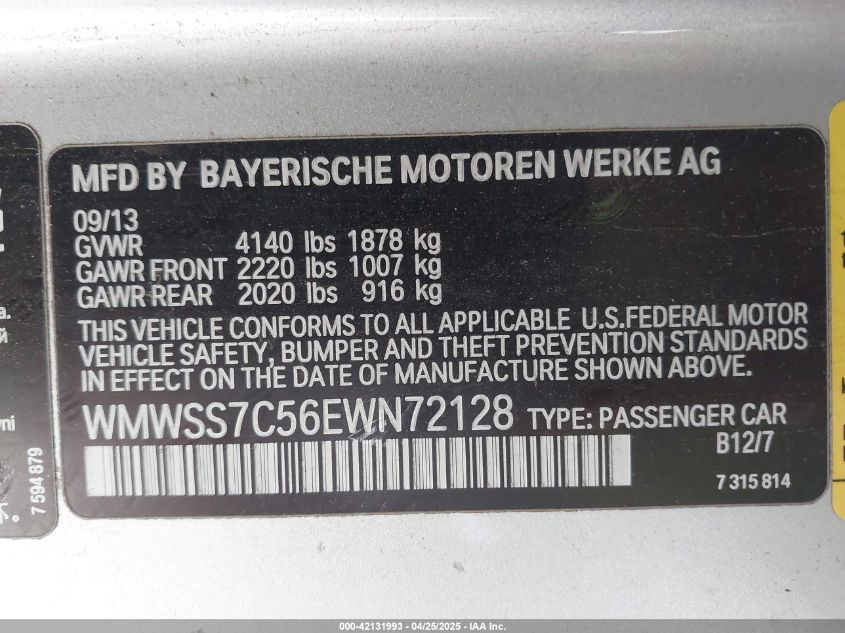 MFD BY BAYERISCHE MOTOREN WERKE AG
09/13
GVWR 4140 lbs 1878 kg
GAWR FRONT 2220 lbs 1007 kg
GAWR REAR 2020 lbs 916 kg
THIS VEHICLE CONFORMS TO ALL APPLICABLE U.S.FEDERAL MOTOR
VEHICLE SAFETY, BUMPER AND THEFT PREVENTION STANDARDS
IN EFFECT ON THE DATE OF MANUFACTURE SHOWN ABOVE.
WMWSS7C56EWN72128 TYPE: PASSENGER CAR
B12/7
7 315 814
7 594 879
000-42131993 - 04/25/2025 - IAA Inc.